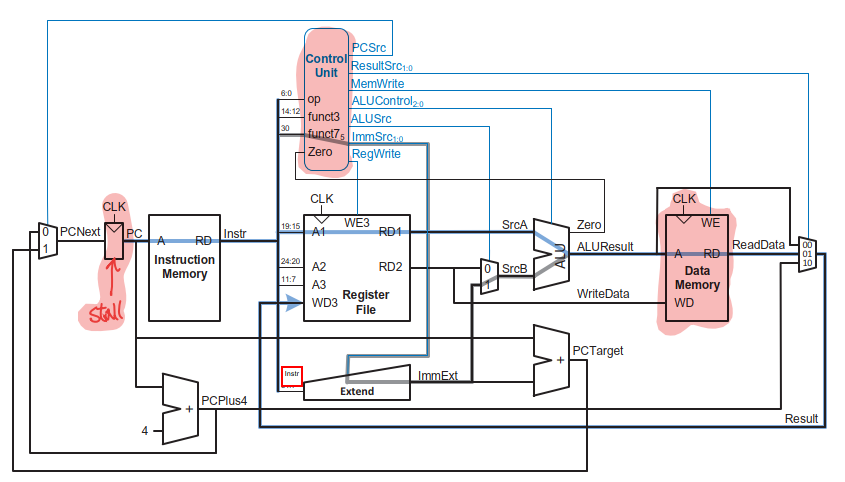 PCSrc
Control
Unit
ResultSrc1:0
MemWrite
6:0
op
ALUControl2:0
14:12
funct3
ALUSrc
30
funct75
ImmSrc1:0
Zero
RegWrite
CLK
CLK
CLK
0
1
PCNext
PC
A
RD
Instr
Instruction
Memory
19:15
A1
WE3
RD1
24:20
A2
RD2
11:7
A3
WD3
Register
File
SrcA
0
1
SrcB
ALU
Zero
ALUResult
WriteData
WE
A
RD
Data
Memory
WD
ReadData
00
01
10
stall
+
PCTarget
Instr
Extend
ImmExt
+
PCPlus4
4
Result